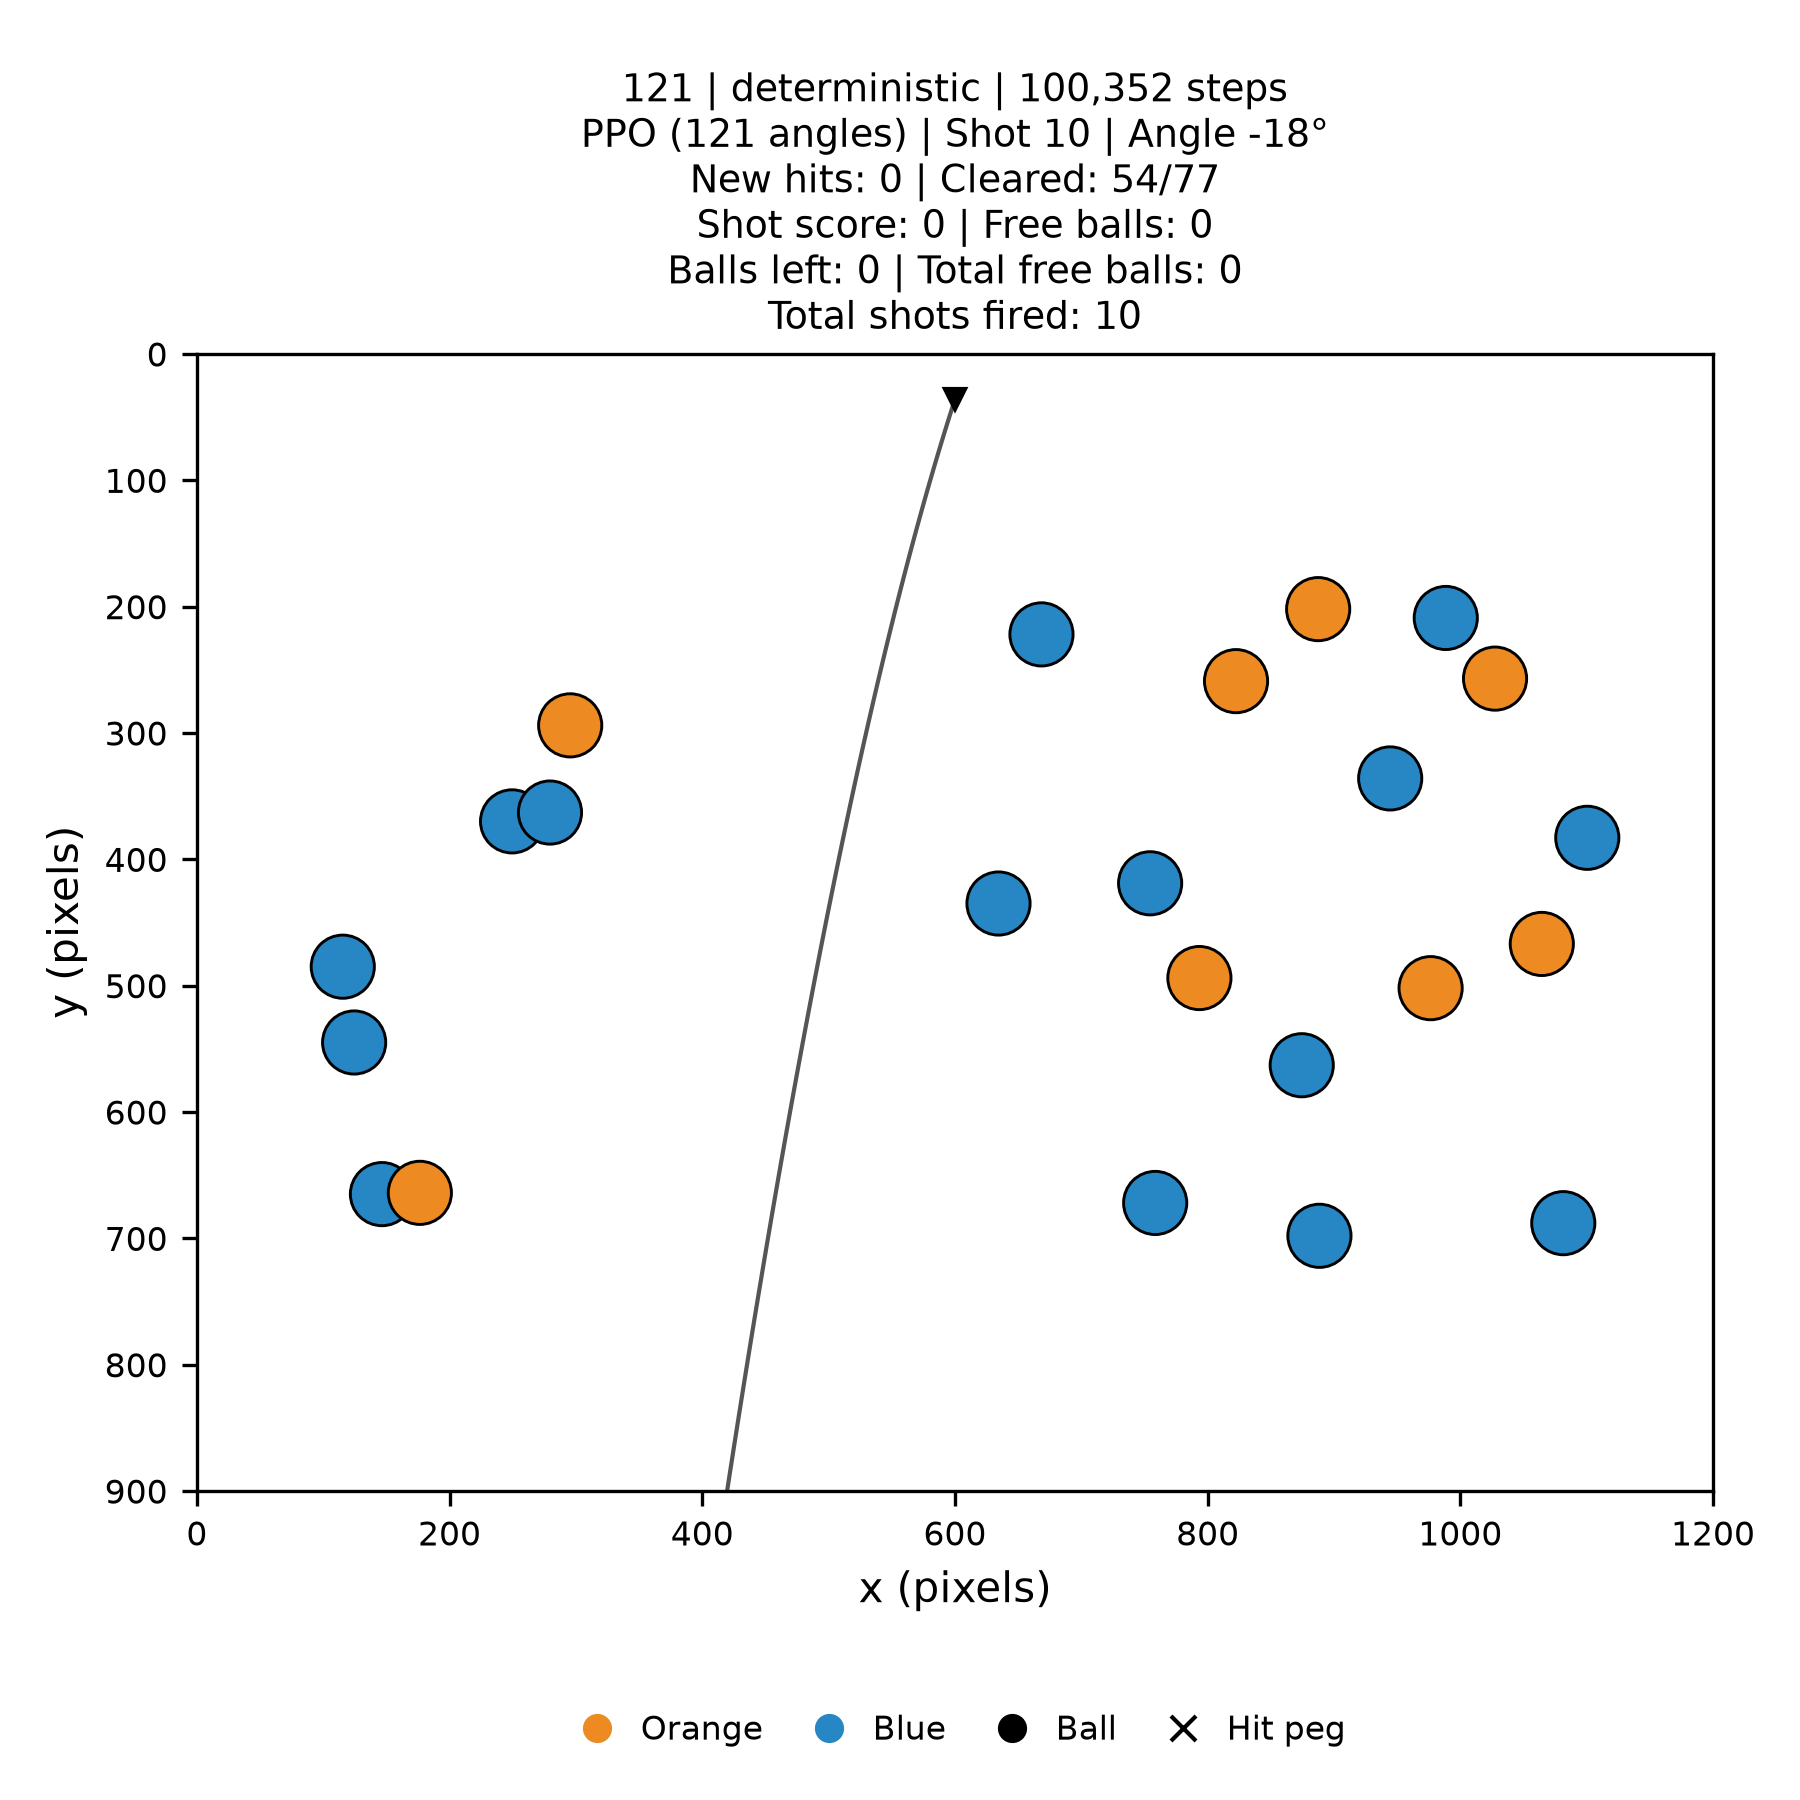 121 | deterministic | 100,352 steps
PPO (121 angles) | Shot 10 | Angle -18°
New hits: 0 | Cleared: 54/77
Shot score: 0 | Free balls: 0
Balls left: 0 | Total free balls: 0
Total shots fired: 10
0
100
200
300
400
500
600
700
800
900
y (pixels)
0 200 400 600 800 1000 1200
x (pixels)
Orange Blue Ball Hit peg